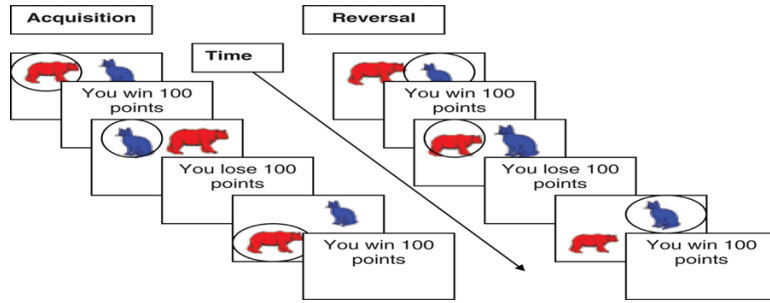 Acquisition
Reversal
Time
You win 100
points
You lose 100
points
You win 100
points
You win 100
points
You lose 100
points
You win 100
points